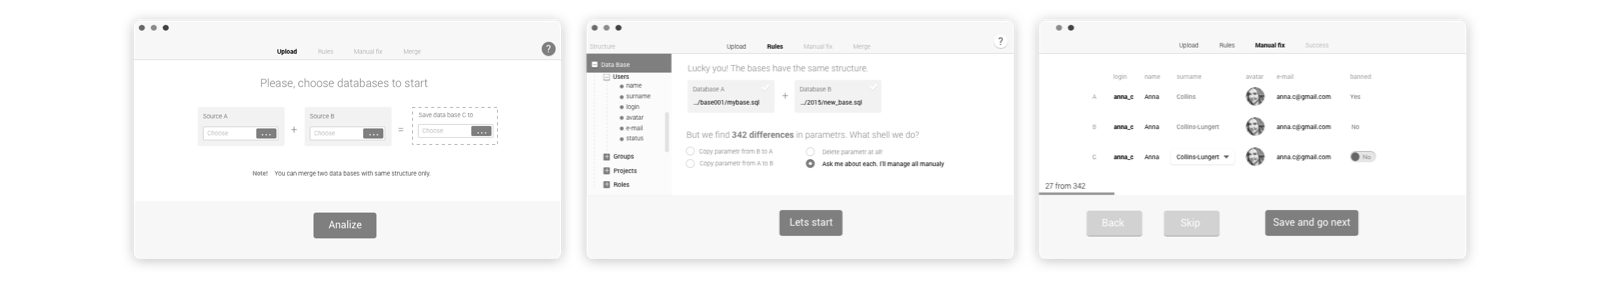 Upload Rules Manual fix Merge ?
Please, choose databases to start
Source A
Choose ...
+
Source B
Choose ...
=
Save data base C to
Choose ...
Note! You can merge two data bases with same structure only.
Analize
Structure
Upload Rules Manual fix Merge ?
Data Base
Users
name
surname
login
avatar
e-mail
status
Groups
Projects
Roles
Lucky you! The bases have the same structure.
Database A
.../base001/mybase.sql
+
Database B
.../2015/new_base.sql
But we find 342 differences in parametrs. What shell we do?
Copy parametr from B to A
Delete parametr at all!
Copy parametr from A to B
Ask me about each. I'll manage all manualy
Lets start
Upload Rules Manual fix Success
login name surname avatar e-mail banned
A anna_c Anna Collins anna.c@gmail.com Yes
B anna_c Anna Collins-Lungert anna.c@gmail.com No
C anna_c Anna Collins-Lungert anna.c@gmail.com No
27 from 342
Back Skip Save and go next